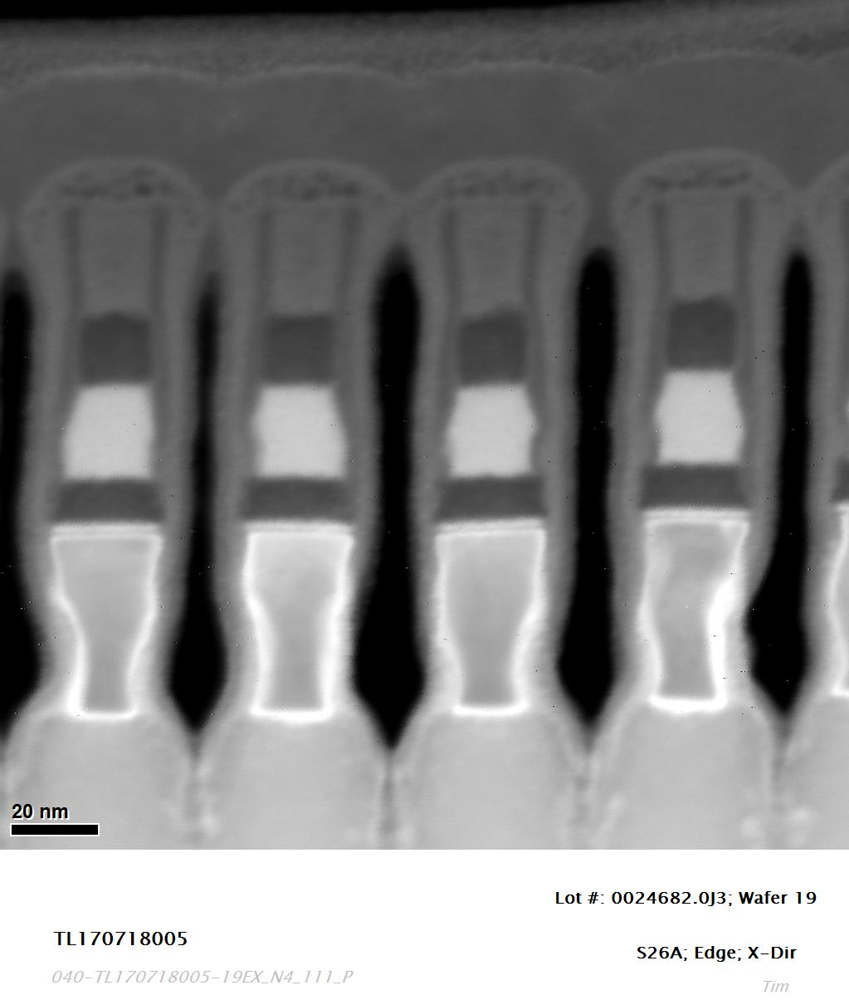 20 nm
Lot #: 0024682.0J3; Wafer 19
TL170718005
S26A; Edge; X-Dir
040-TL170718005-19EX_N4_111_P
Tim